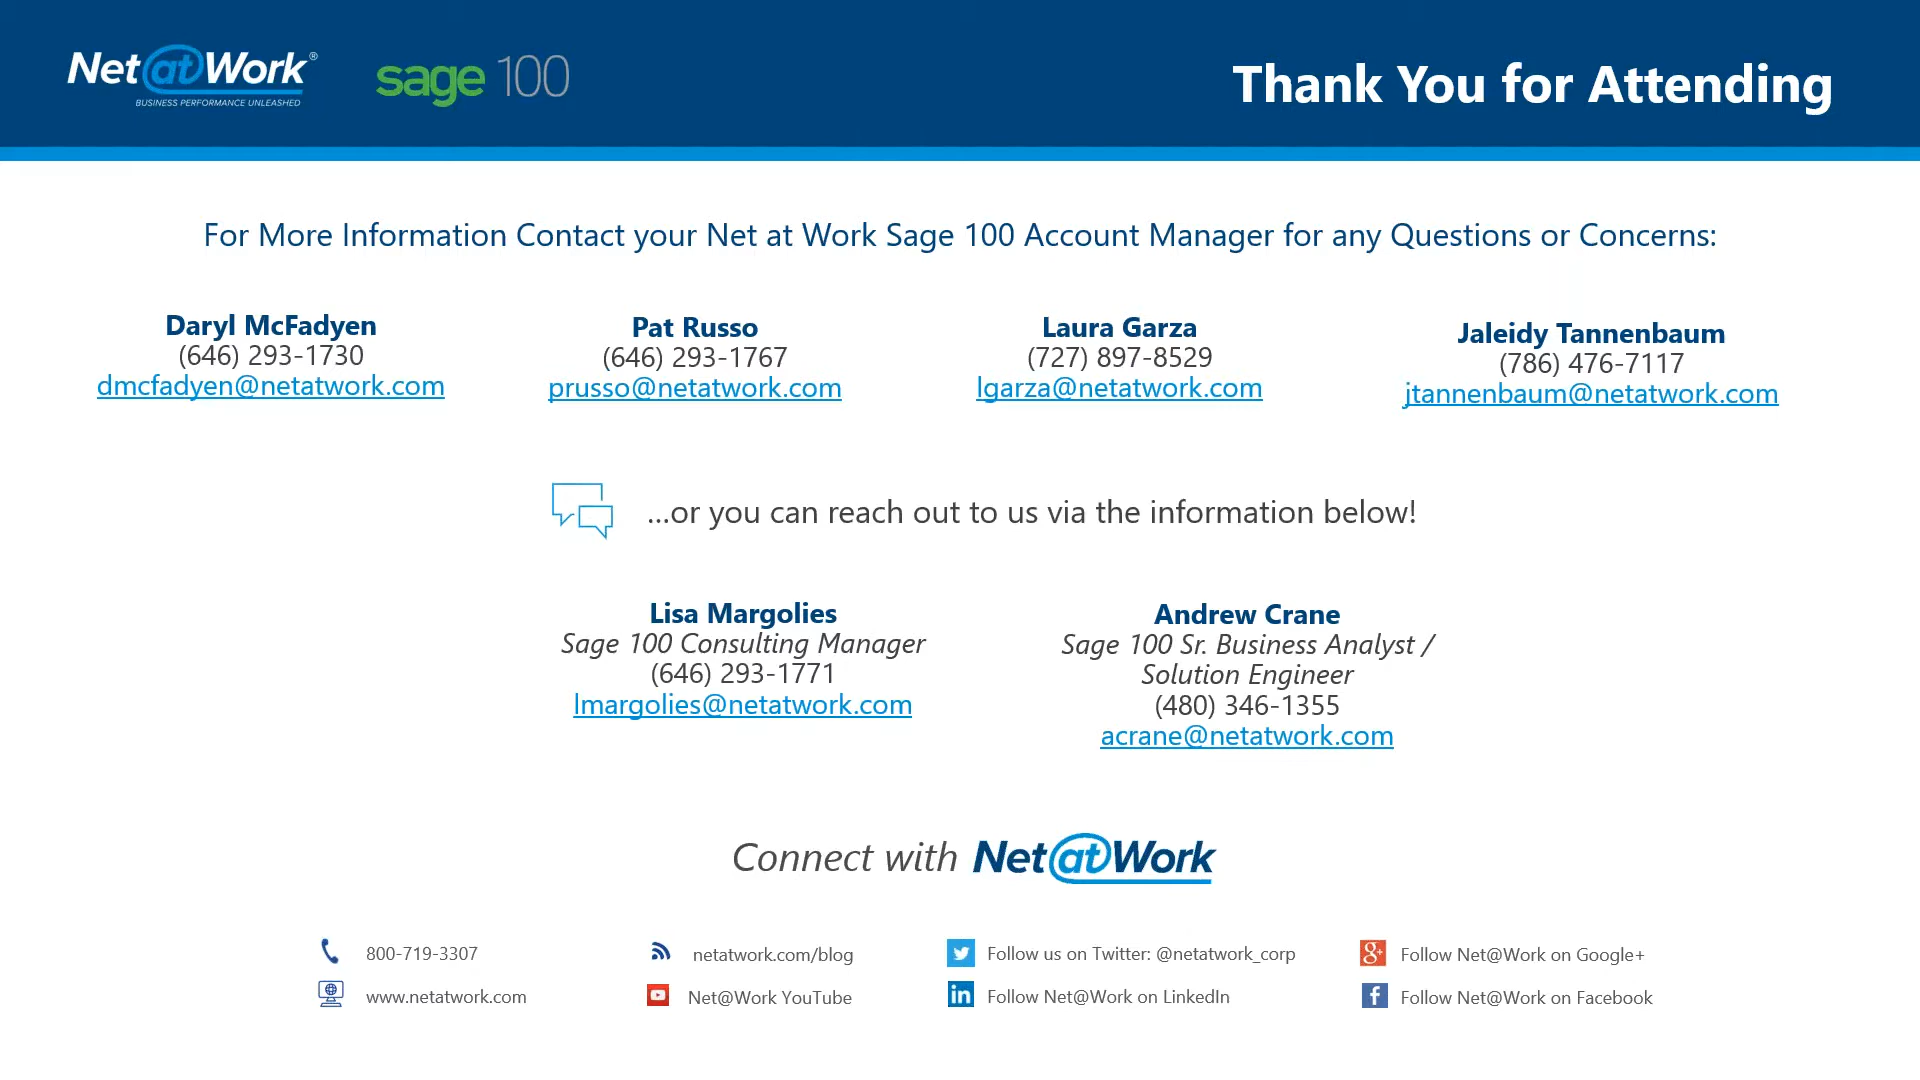 Net at Work®
BUSINESS PERFORMANCE UNLEASHED
sage 100
Thank You for Attending
For More Information Contact your Net at Work Sage 100 Account Manager for any Questions or Concerns:
Daryl McFadyen
(646) 293-1730
dmcfadyen@netatwork.com
Pat Russo
(646) 293-1767
prusso@netatwork.com
Laura Garza
(727) 897-8529
lgarza@netatwork.com
Jaleidy Tannenbaum
(786) 476-7117
jtannenbaum@netatwork.com
...or you can reach out to us via the information below!
Lisa Margolies
Sage 100 Consulting Manager
(646) 293-1771
lmargolies@netatwork.com
Andrew Crane
Sage 100 Sr. Business Analyst /
Solution Engineer
(480) 346-1355
acrane@netatwork.com
Connect with Net at Work
800-719-3307
www.netatwork.com
netatwork.com/blog
Net@Work YouTube
Follow us on Twitter: @netatwork_corp
in Follow Net@Work on LinkedIn
g+ Follow Net@Work on Google+
f Follow Net@Work on Facebook